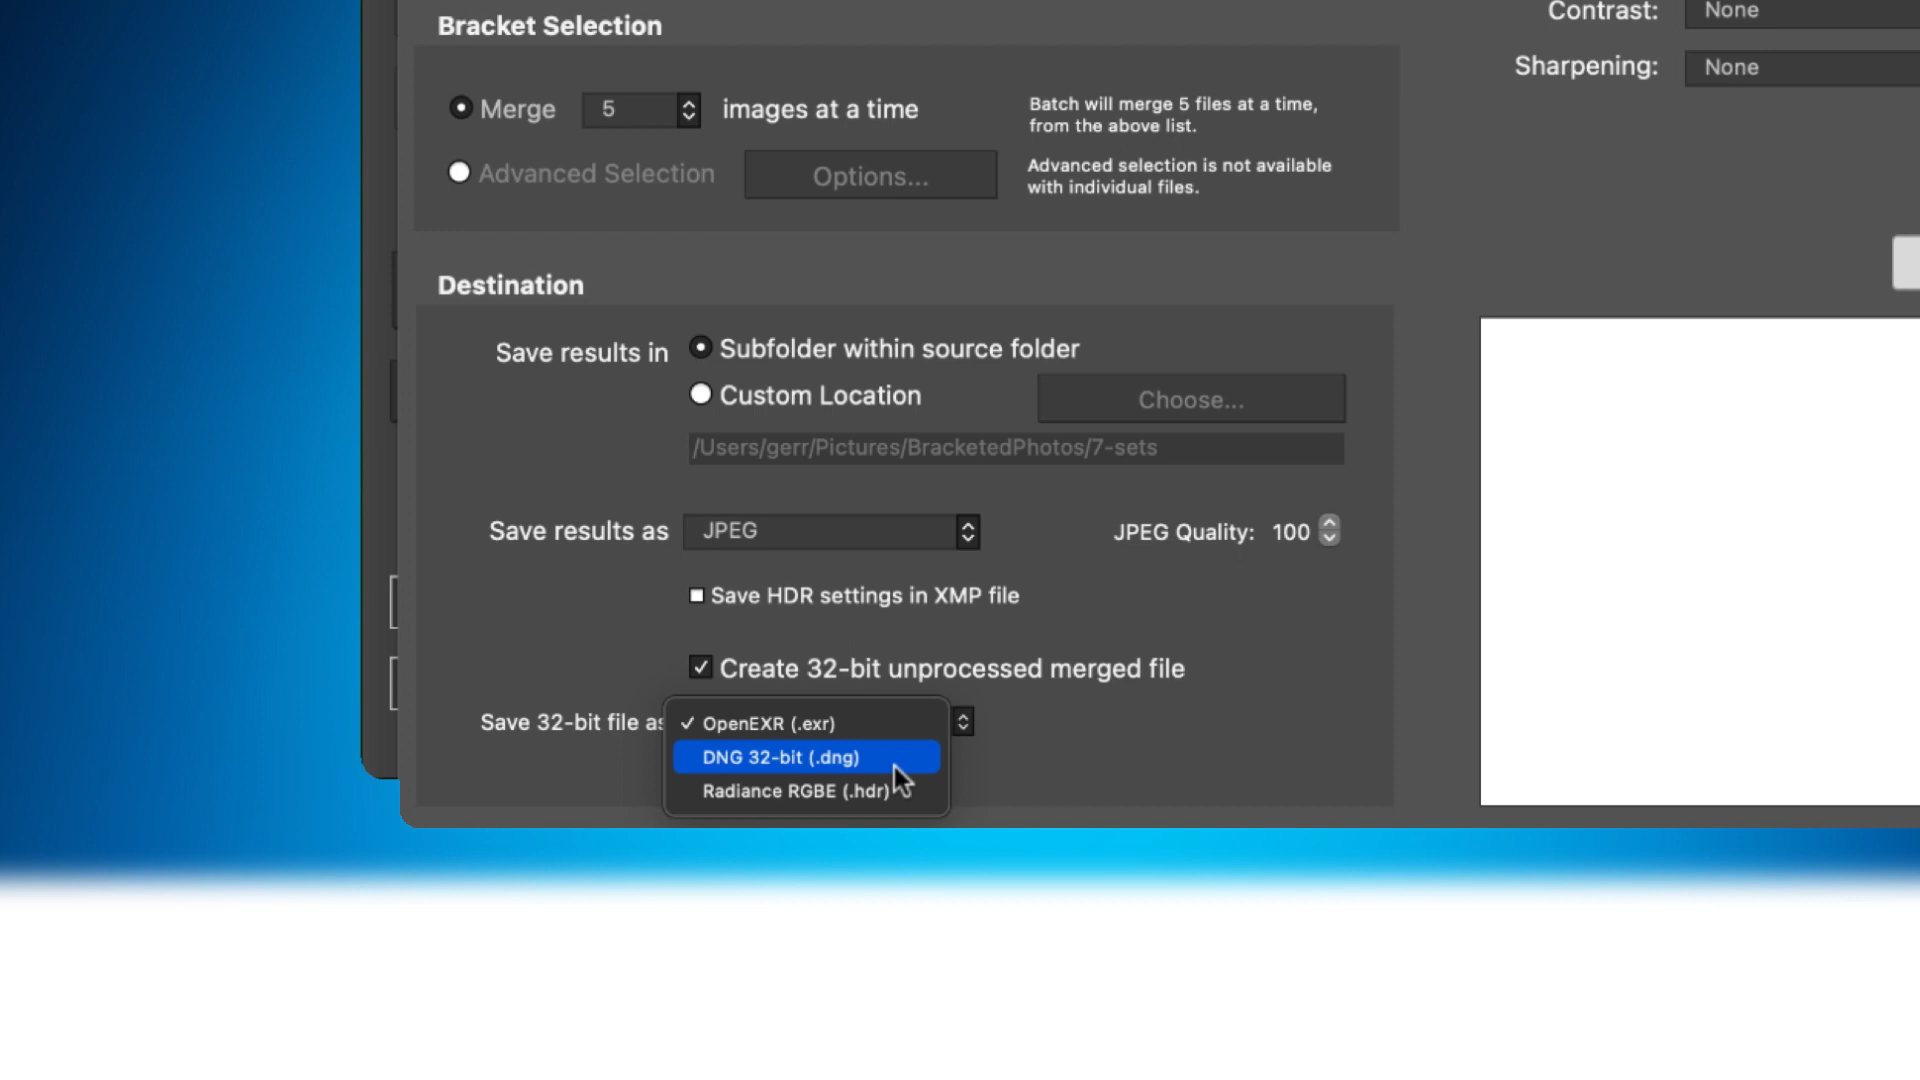 Bracket Selection
Contrast: None
Sharpening: None
Merge 5 images at a time
Batch will merge 5 files at a time,
from the above list.
Advanced Selection Options...
Advanced selection is not available
with individual files.
Destination
Save results in Subfolder within source folder
Custom Location Choose...
/Users/gerr/Pictures/BracketedPhotos/7-sets
Save results as JPEG JPEG Quality: 100
Save HDR settings in XMP file
Create 32-bit unprocessed merged file
Save 32-bit file as
OpenEXR (.exr)
DNG 32-bit (.dng)
Radiance RGBE (.hdr)